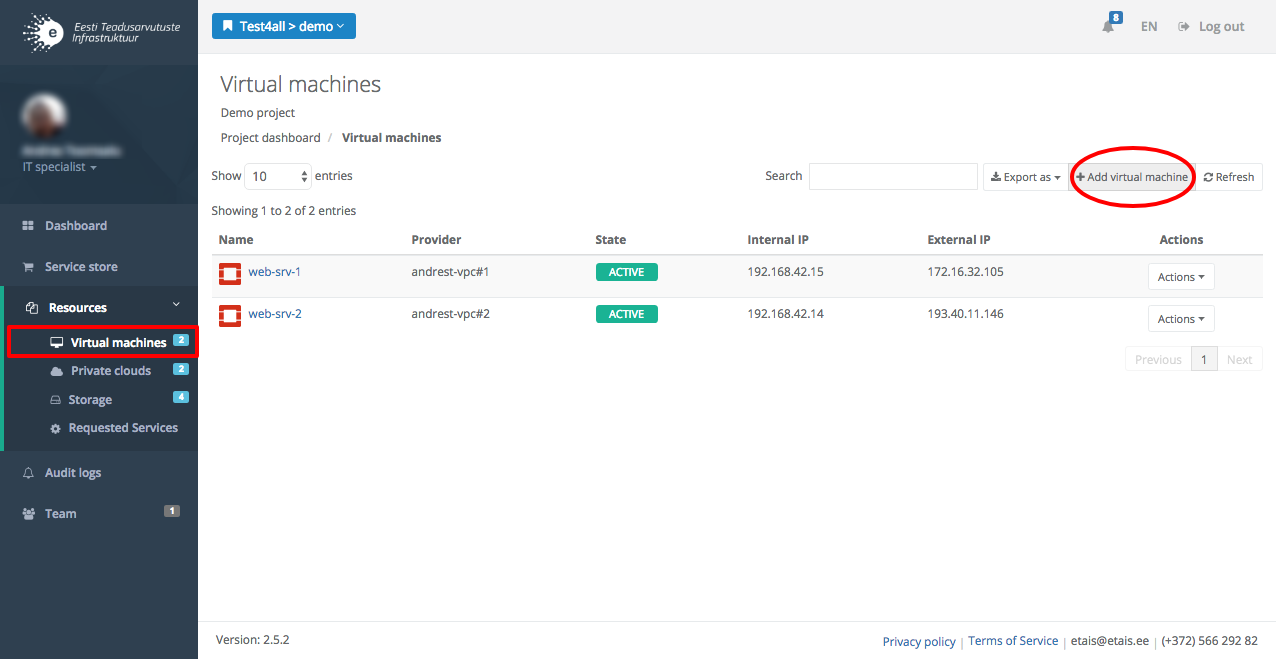 e
Eesti Teadusarvutuste
Infrastruktuur
IT specialist
Dashboard
Service store
Resources
Virtual machines 2
Private clouds 2
Storage 4
Requested Services
Audit logs
Team 1
Test4all > demo
8
EN
Log out
Virtual machines
Demo project
Project dashboard / Virtual machines
Show 10 entries
Search
Export as
+ Add virtual machine
Refresh
Showing 1 to 2 of 2 entries
Name Provider State Internal IP External IP Actions
web-srv-1 andrest-vpc#1 ACTIVE 192.168.42.15 172.16.32.105 Actions
web-srv-2 andrest-vpc#2 ACTIVE 192.168.42.14 193.40.11.146 Actions
Previous 1 Next
Version: 2.5.2
Privacy policy | Terms of Service | etais@etais.ee | (+372) 566 292 82